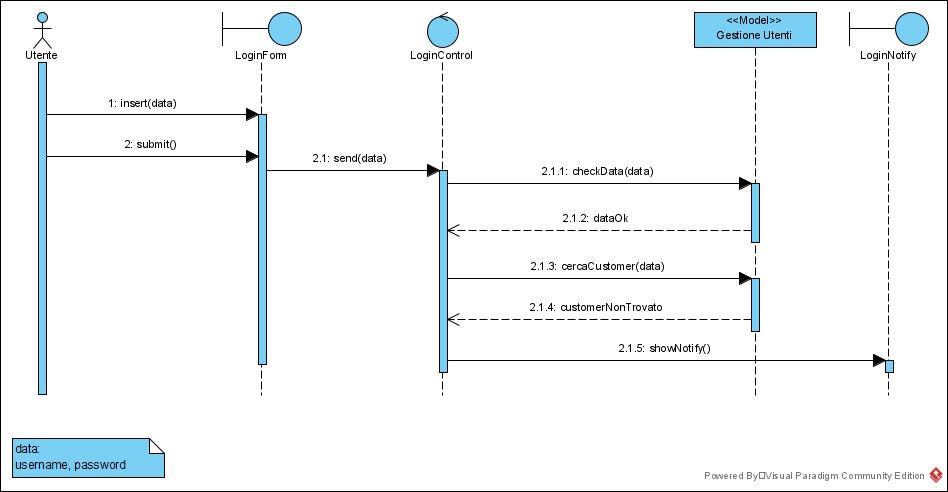 <<Model>>
Gestione Utenti
Utente
LoginForm
LoginControl
LoginNotify
1: insert(data)
2: submit()
2.1: send(data)
2.1.1: checkData(data)
2.1.2: dataOk
2.1.3: cercaCustomer(data)
2.1.4: customerNonTrovato
2.1.5: showNotify()
data:
username, password
Powered By Visual Paradigm Community Edition